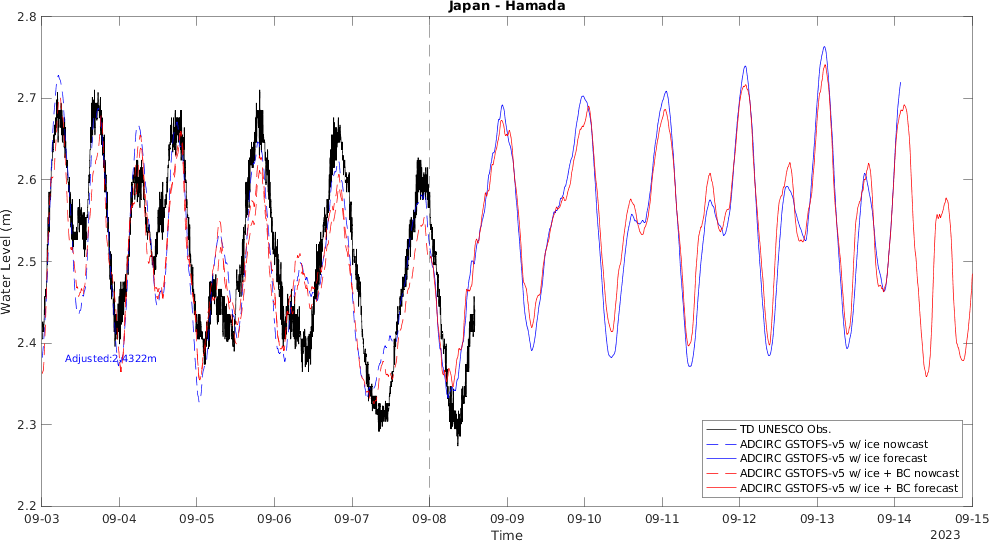 Japan - Hamada
2.8
2.7
2.6
2.5
2.4
2.3
2.2
Water Level (m)
Adjusted:2.4322m
TD UNESCO Obs.
ADCIRC GSTOFS-v5 w/ ice nowcast
ADCIRC GSTOFS-v5 w/ ice forecast
ADCIRC GSTOFS-v5 w/ ice + BC nowcast
ADCIRC GSTOFS-v5 w/ ice + BC forecast
09-03 09-04 09-05 09-06 09-07 09-08 09-09 09-10 09-11 09-12 09-13 09-14 09-15
Time
2023